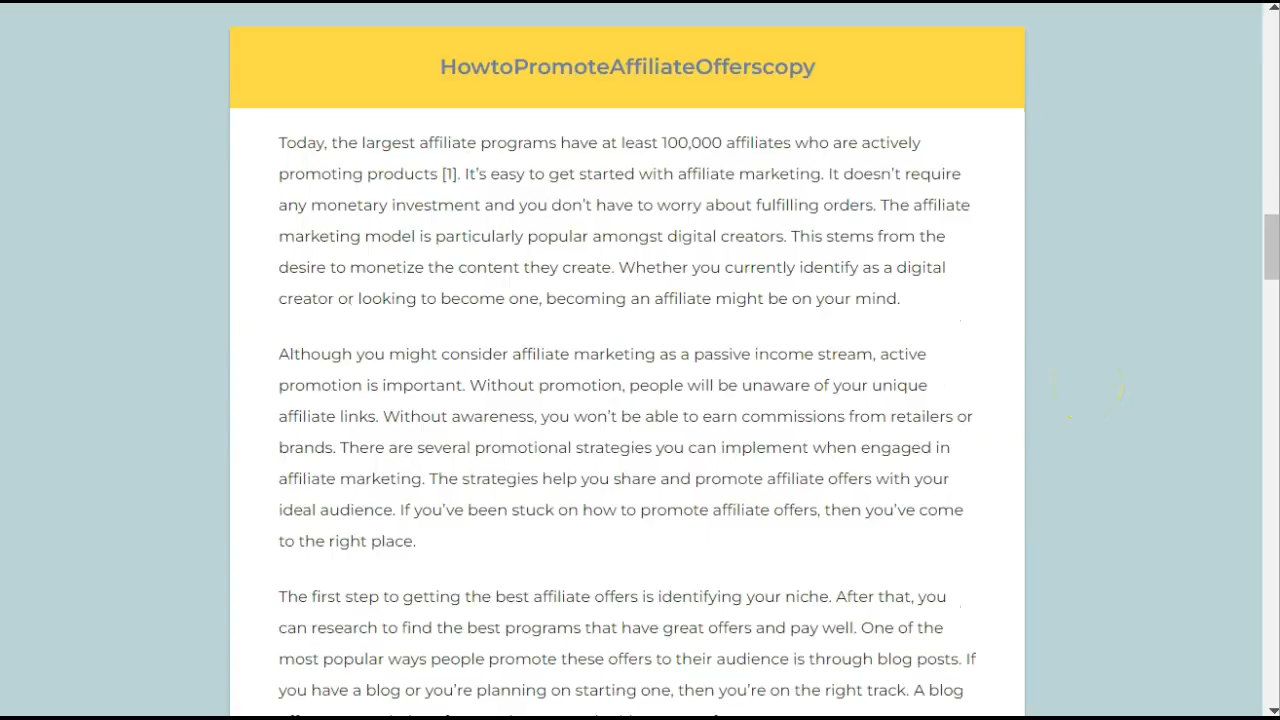 HowtoPromoteAffiliateOfferscopy
Today, the largest affiliate programs have at least 100,000 affiliates who are actively
promoting products [1]. It's easy to get started with affiliate marketing. It doesn't require
any monetary investment and you don't have to worry about fulfilling orders. The affiliate
marketing model is particularly popular amongst digital creators. This stems from the
desire to monetize the content they create. Whether you currently identify as a digital
creator or looking to become one, becoming an affiliate might be on your mind.
Although you might consider affiliate marketing as a passive income stream, active
promotion is important. Without promotion, people will be unaware of your unique
affiliate links. Without awareness, you won't be able to earn commissions from retailers or
brands. There are several promotional strategies you can implement when engaged in
affiliate marketing. The strategies help you share and promote affiliate offers with your
ideal audience. If you've been stuck on how to promote affiliate offers, then you've come
to the right place.
The first step to getting the best affiliate offers is identifying your niche. After that, you
can research to find the best programs that have great offers and pay well. One of the
most popular ways people promote these offers to their audience is through blog posts. If
you have a blog or you're planning on starting one, then you're on the right track. A blog